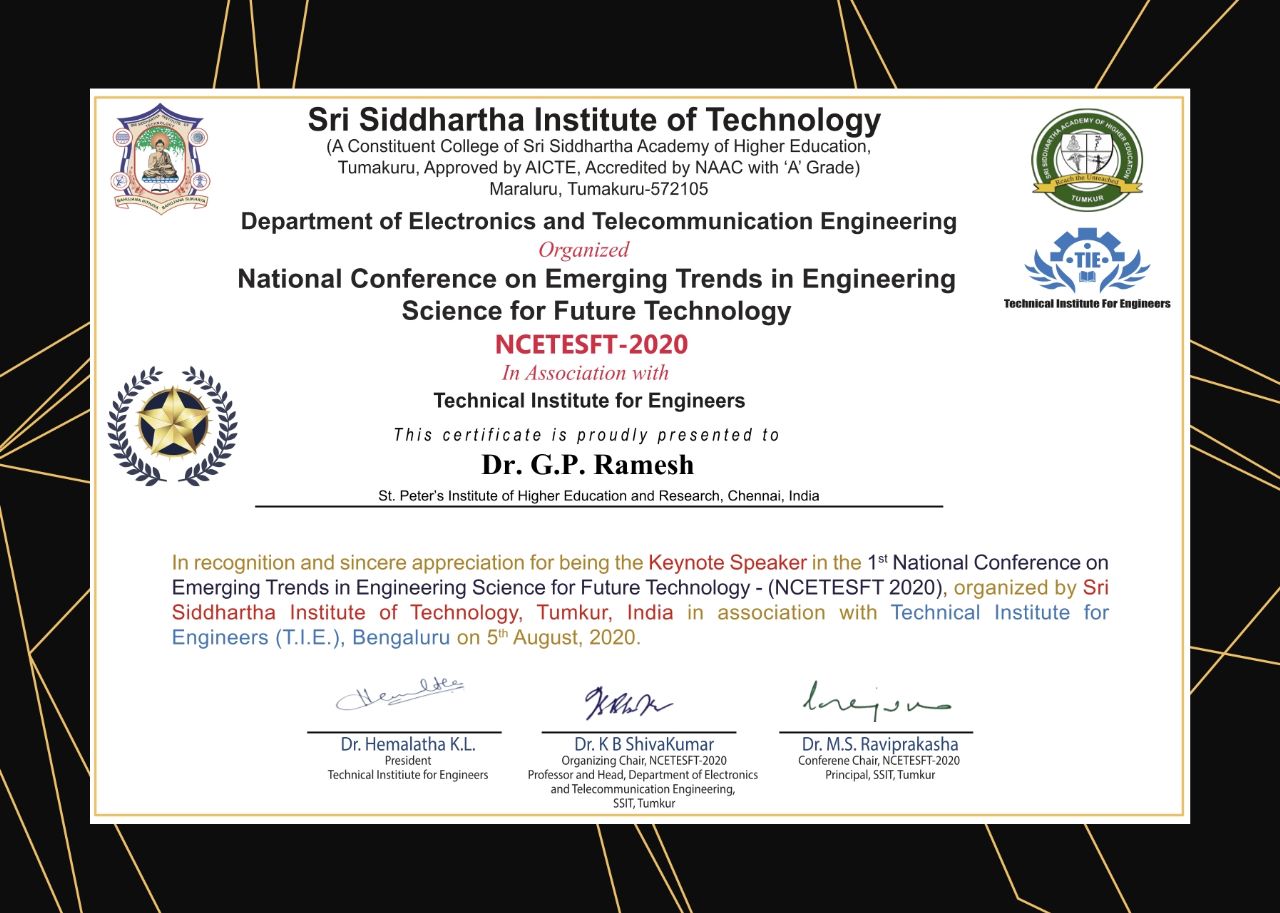 Sri Siddhartha Institute of Technology
(A Constituent College of Sri Siddhartha Academy of Higher Education,
Tumakuru, Approved by AICTE, Accredited by NAAC with ‘A’ Grade)
Maraluru, Tumakuru-572105
SRI SIDDHARTHA ACADEMY OF HIGHER EDUCATION
Reach the Unreached
TUMKUR
Department of Electronics and Telecommunication Engineering
Organized
TIE
Technical Institute For Engineers
National Conference on Emerging Trends in Engineering
Science for Future Technology
NCETESFT-2020
In Association with
Technical Institute for Engineers
This certificate is proudly presented to
Dr. G.P. Ramesh
St. Peter's Institute of Higher Education and Research, Chennai, India
In recognition and sincere appreciation for being the Keynote Speaker in the 1st National Conference on
Emerging Trends in Engineering Science for Future Technology - (NCETESFT 2020), organized by Sri
Siddhartha Institute of Technology, Tumkur, India in association with Technical Institute for
Engineers (T.I.E.), Bengaluru on 5th August, 2020.
Dr. Hemalatha K.L.
President
Technical Institute for Engineers
Dr. K B ShivaKumar
Organizing Chair, NCETESFT-2020
Professor and Head, Department of Electronics
and Telecommunication Engineering,
SSIT, Tumkur
Dr. M.S. Raviprakasha
Conferene Chair, NCETESFT-2020
Principal, SSIT, Tumkur